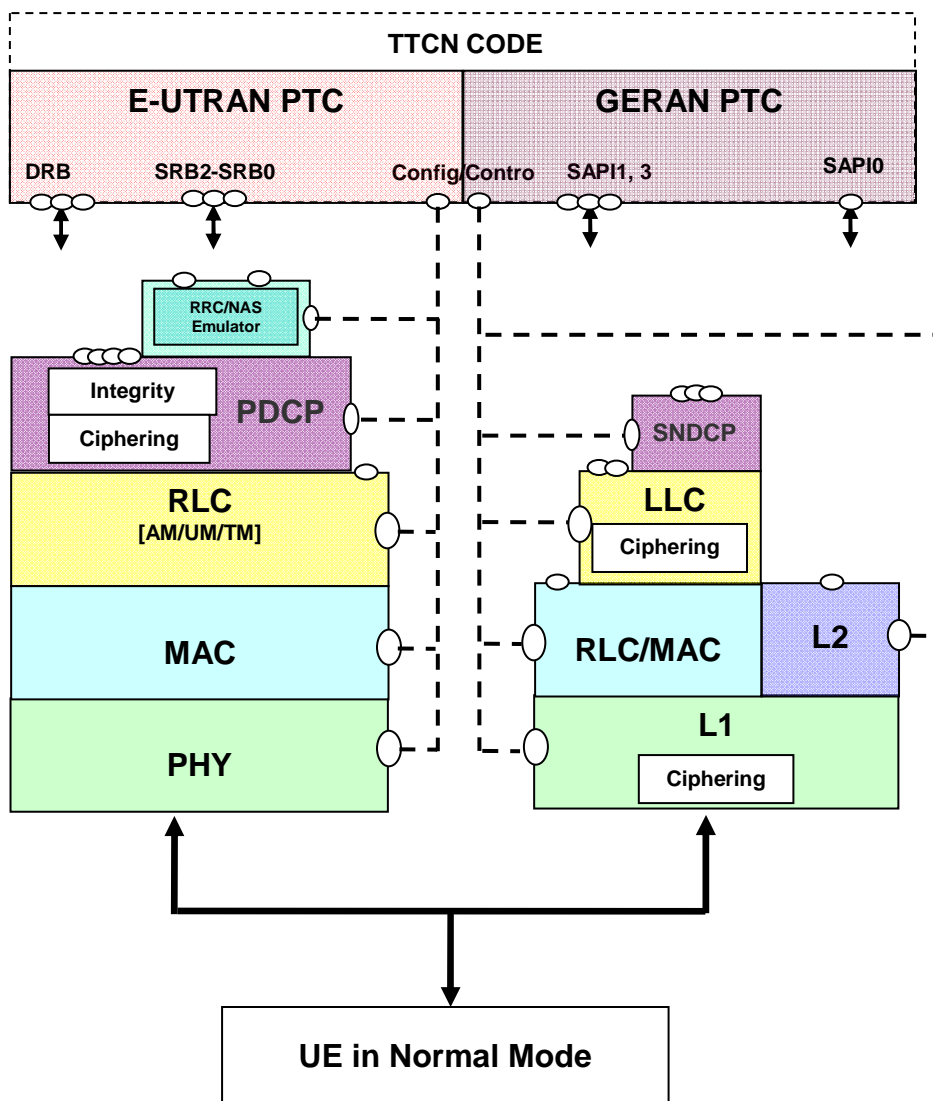 TTCN CODE
E-UTRAN PTC
GERAN PTC
DRB
SRB2-SRB0
Config/Contro
SAPI1, 3
SAPI0
RRC/NAS
Emulator
Integrity
Ciphering
PDCP
SNDCP
RLC
[AM/UM/TM]
LLC
Ciphering
MAC
RLC/MAC
L2
PHY
L1
Ciphering
UE in Normal Mode